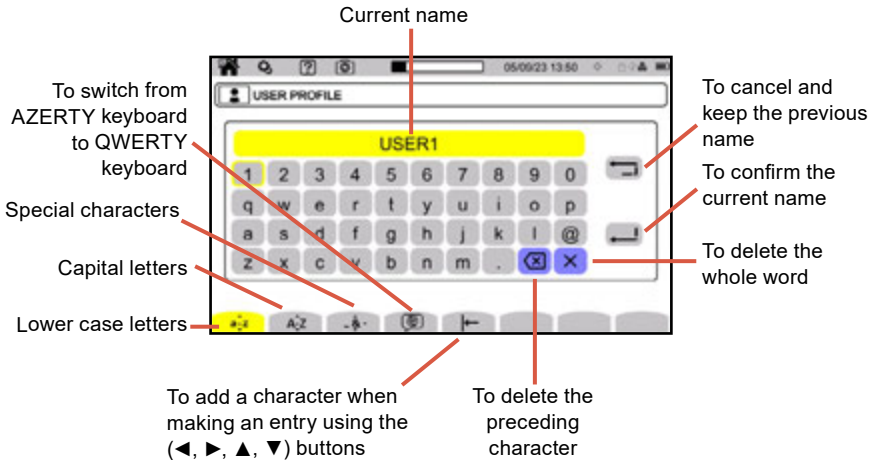 Current name
05/09/23 13:50
USER PROFILE
To switch from
AZERTY keyboard
to QWERTY
keyboard
Special characters
Capital letters
Lower case letters
USER1
1 2 3 4 5 6 7 8 9 0
q w e r t y u i o p
a s d f g h j k l @
z x c v b n m .
a:z A:Z
To cancel and
keep the previous
name
To confirm the
current name
To delete the
whole word
To add a character when
making an entry using the
(◄, ►, ▲, ▼) buttons
To delete the
preceding
character